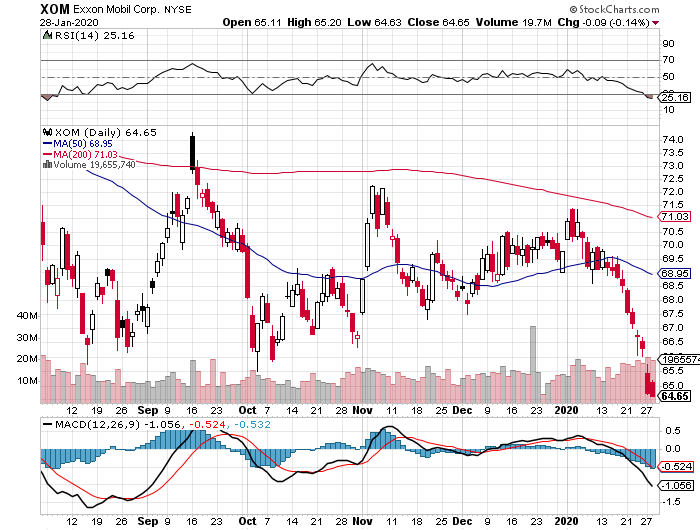 XOM Exxon Mobil Corp. NYSE
© StockCharts.com
28-Jan-2020
Open 65.11 High 65.20 Low 64.63 Close 64.65 Volume 19.7M Chg -0.09 (-0.14%)
RSI(14) 25.16
90
70
50
30
25.16
10
XOM (Daily) 64.65
MA(50) 68.95
MA(200) 71.03
Volume 19,655,740
74.0
73.5
73.0
72.5
72.0
71.5
71.03
70.5
70.0
69.5
68.95
68.5
68.0
67.5
67.0
66.5
1965574
65.5
65.0
64.65
40M
30M
20M
10M
12 19 26 Sep 9 16 23 Oct 7 14 21 28 Nov 11 18 25 Dec 9 16 23 2020 13 21 27
MACD(12,26,9) -1.056, -0.524, -0.532
0.5
0.0
-0.524
-1.056
-1.5
12 19 26 Sep 9 16 23 Oct 7 14 21 28 Nov 11 18 25 Dec 9 16 23 2020 13 21 27